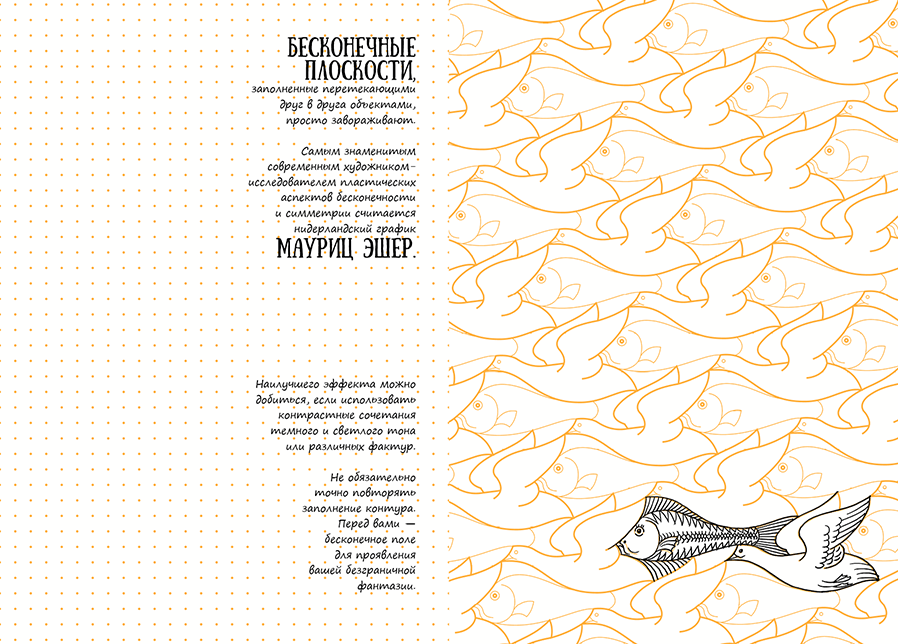 БЕСКОНЕЧНЫЕ
ПЛОСКОСТИ,
заполненные перетекающими
друг в друга объектами,
просто завораживают.
Самым знаменитым
современным художником-
исследователем пластических
аспектов бесконечности
и симметрии считается
нидерландский график
МАУРИЦ ЭШЕР.
Наилучшего эффекта можно
добиться, если использовать
контрастные сочетания
темного и светлого тона
или различных фактур.
Не обязательно
точно повторять
заполнение контура.
Перед вами —
бесконечное поле
для проявления
вашей безграничной
фантазии.